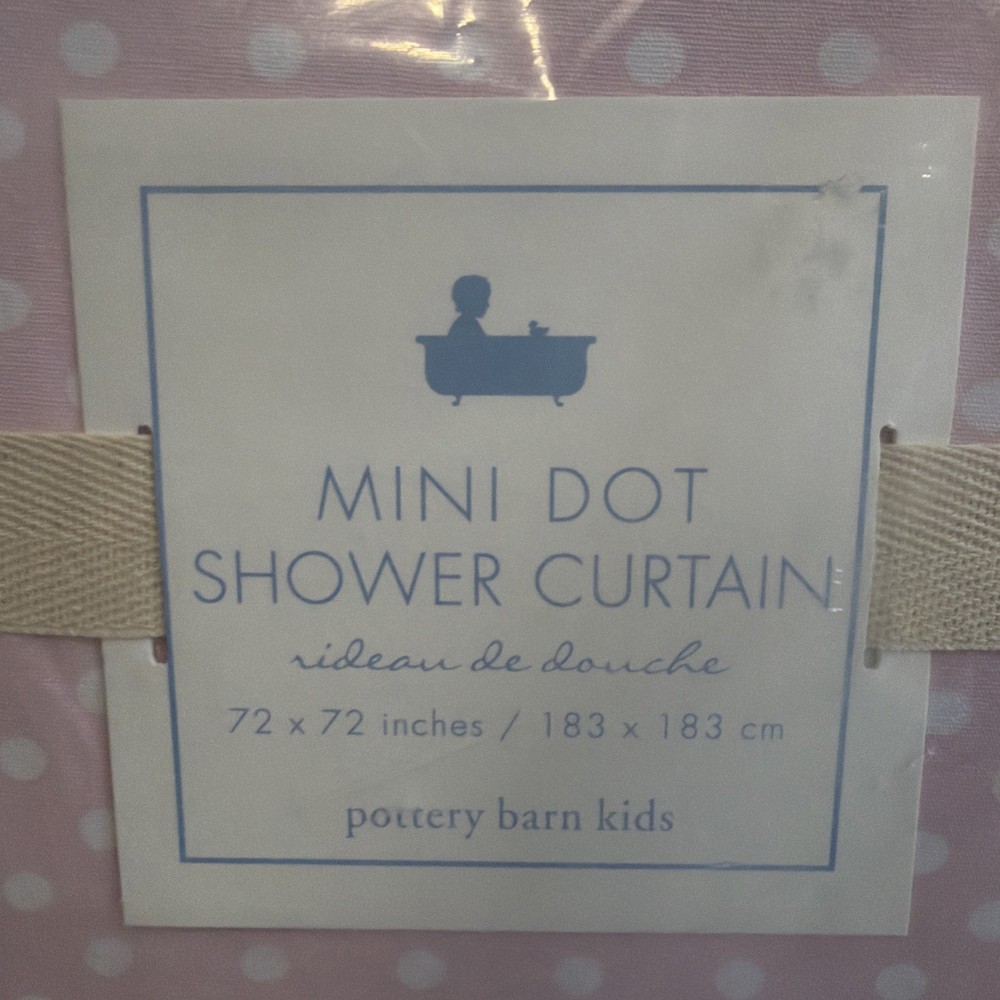 MINI DOT
SHOWER CURTAIN
rideau de douche
72 x 72 inches / 183 x 183 cm
pottery barn kids